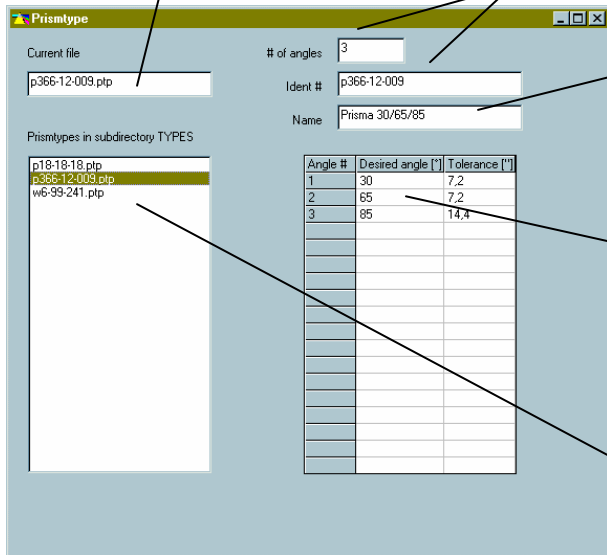 Prismtype
Current file
p366-12-009.ptp
# of angles 3
Ident # p366-12-009
Name Prisma 30/65/85
Prismtypes in subdirectory TYPES
p18-18-18.ptp
p366-12-009.ptp
w6-99-241.ptp
Angle # Desired angle [°] Tolerance ["]
1 30 7,2
2 65 7,2
3 85 14,4